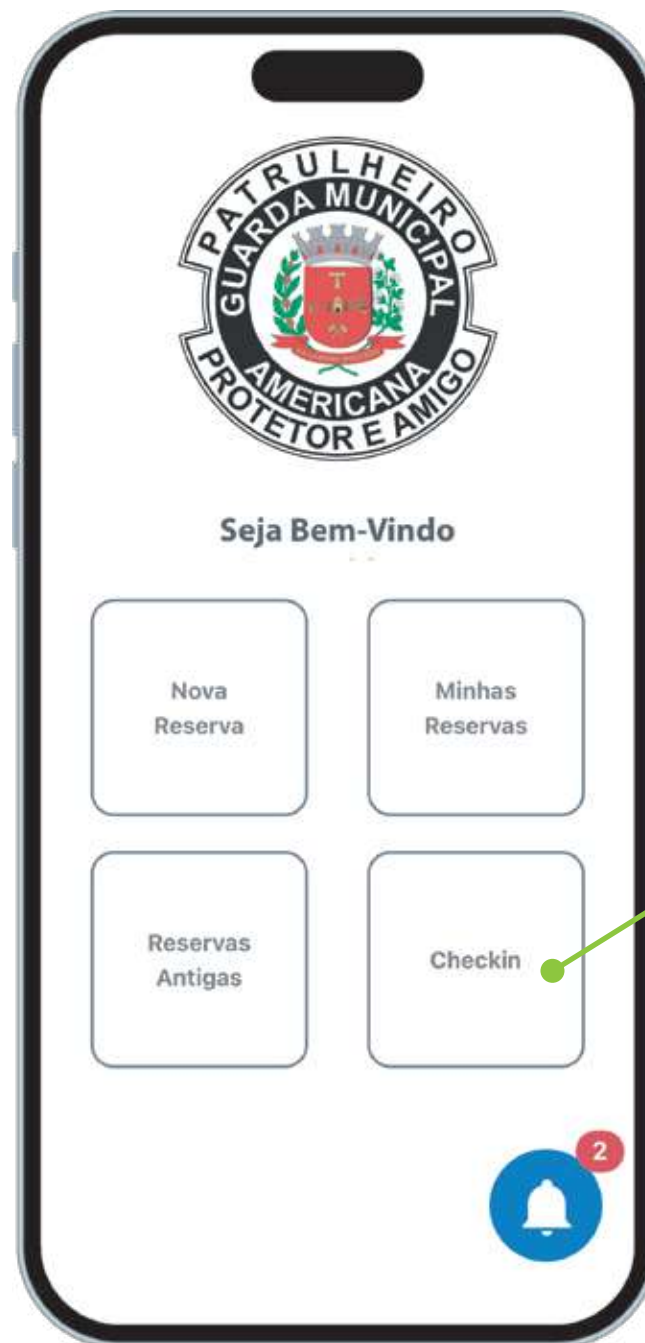 PATRULHEIRO
GUARDA MUNICIPAL
AMERICANA
PROTETOR E AMIGO
Seja Bem-Vindo
Nova
Reserva
Minhas
Reservas
Reservas
Antigas
Checkin
2